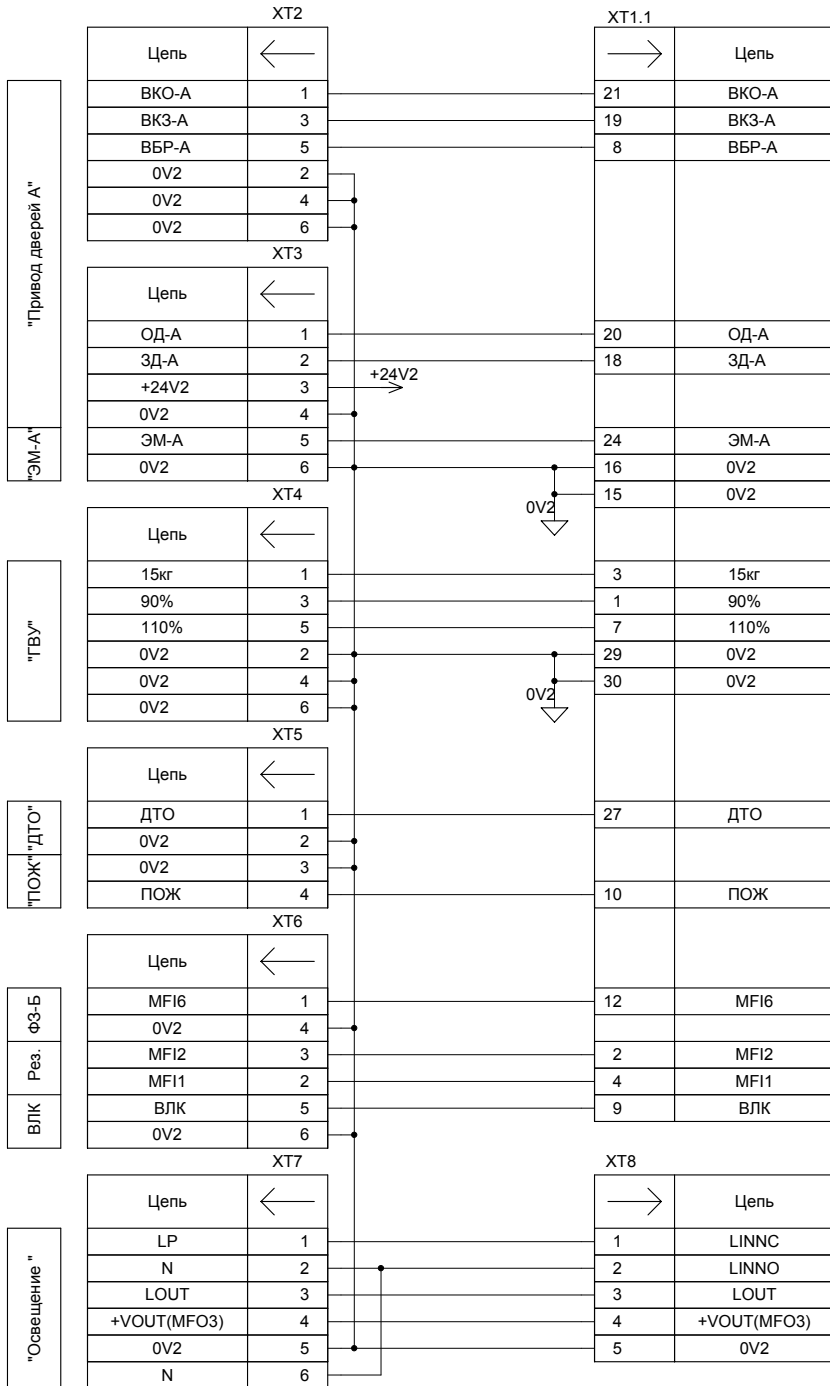 XT2
XT1.1
Цепь
Цепь
ВКО-А 1 21 ВКО-А
ВКЗ-А 3 19 ВКЗ-А
ВБР-А 5 8 ВБР-А
0V2 2
0V2 4
0V2 6
"Привод дверей А"
XT3
Цепь
ОД-А 1 20 ОД-А
ЗД-А 2 18 ЗД-А
+24V2 3 +24V2
0V2 4
"ЭМ-А"
ЭМ-А 5 24 ЭМ-А
0V2 6 16 0V2
15 0V2
0V2
XT4
Цепь
"ГВУ"
15кг 1 3 15кг
90% 3 1 90%
110% 5 7 110%
0V2 2 29 0V2
0V2 4 30 0V2
0V2
0V2 6
XT5
Цепь
"ДТО"
ДТО 1 27 ДТО
0V2 2
"ПОЖ"
0V2 3
ПОЖ 4 10 ПОЖ
XT6
Цепь
ФЗ-Б
MFI6 1 12 MFI6
0V2 4
Рез.
MFI2 3 2 MFI2
MFI1 2 4 MFI1
ВЛК
ВЛК 5 9 ВЛК
0V2 6
XT7
XT8
Цепь
Цепь
"Освещение "
LP 1 1 LINNC
N 2 2 LINNO
LOUT 3 3 LOUT
+VOUT(MFO3) 4 4 +VOUT(MFO3)
0V2 5 5 0V2
N 6